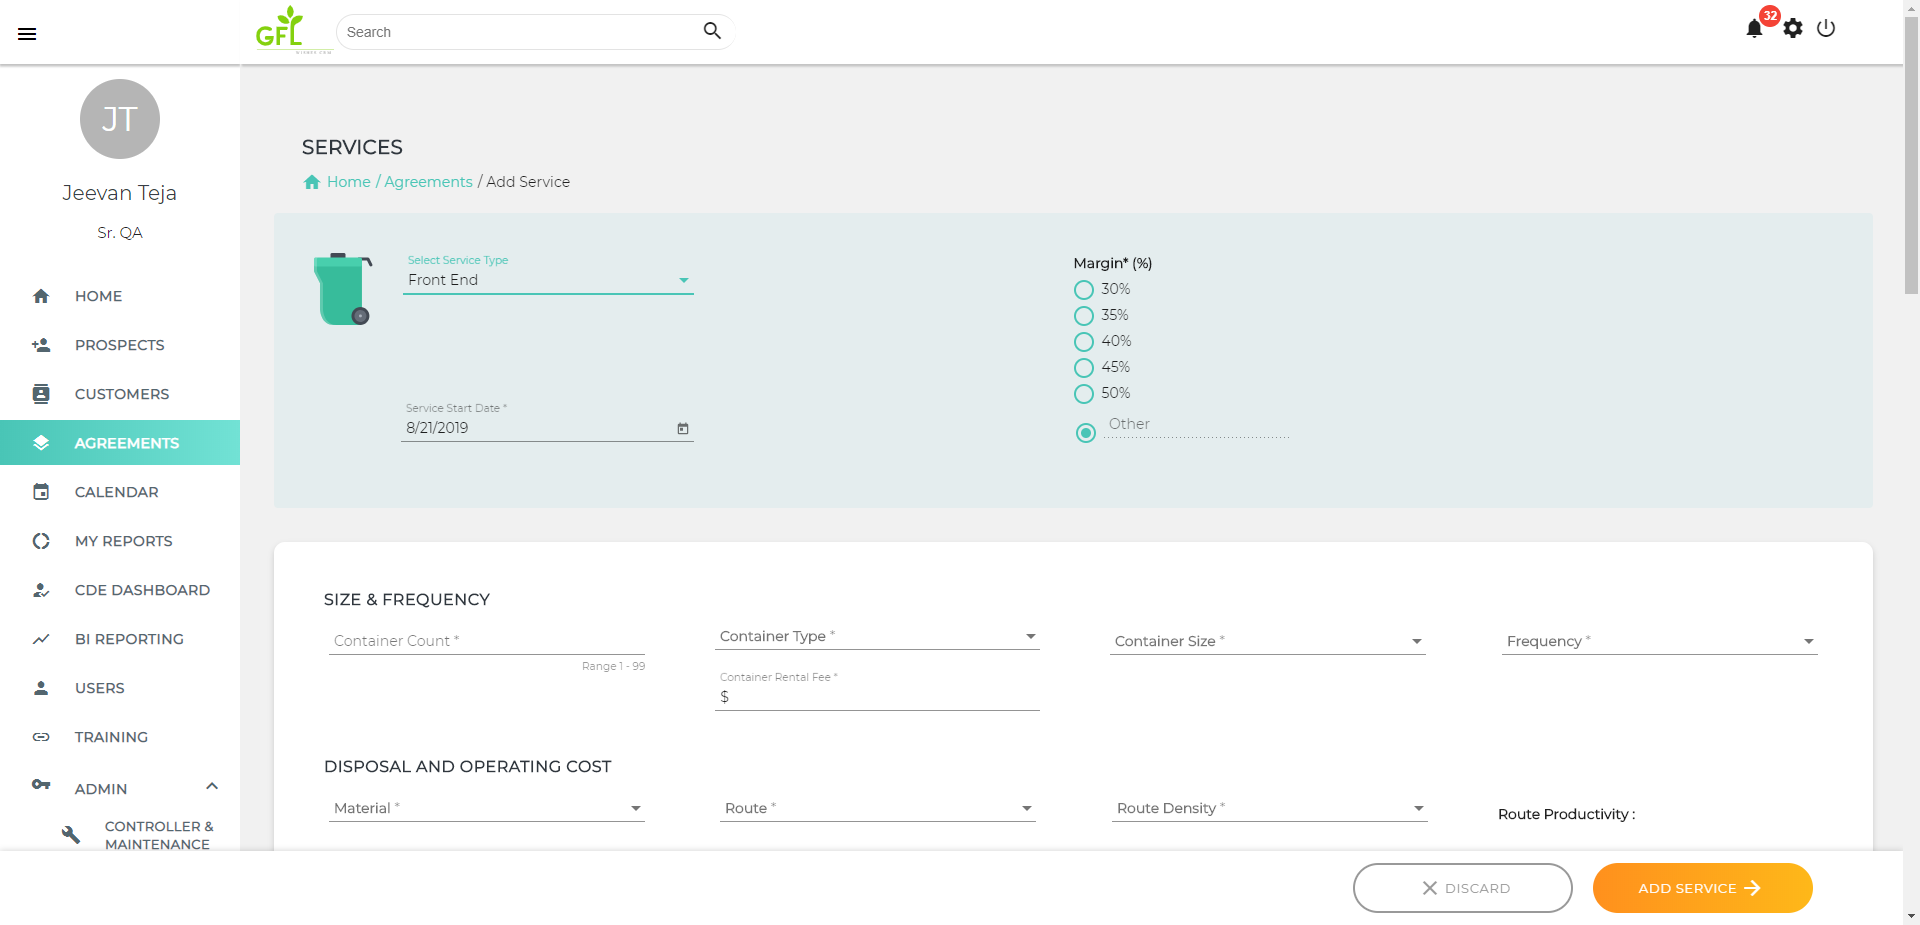 GFL
Search
32
JT
Jeevan Teja
Sr. QA
HOME
PROSPECTS
CUSTOMERS
AGREEMENTS
CALENDAR
MY REPORTS
CDE DASHBOARD
BI REPORTING
USERS
TRAINING
ADMIN
CONTROLLER &
MAINTENANCE
SERVICES
Home / Agreements / Add Service
Select Service Type
Front End
Service Start Date *
8/21/2019
Margin* (%)
30%
35%
40%
45%
50%
Other
SIZE & FREQUENCY
Container Count *
Range 1 - 99
Container Type *
Container Size *
Frequency *
Container Rental Fee *
$
DISPOSAL AND OPERATING COST
Material *
Route *
Route Density *
Route Productivity :
DISCARD
ADD SERVICE